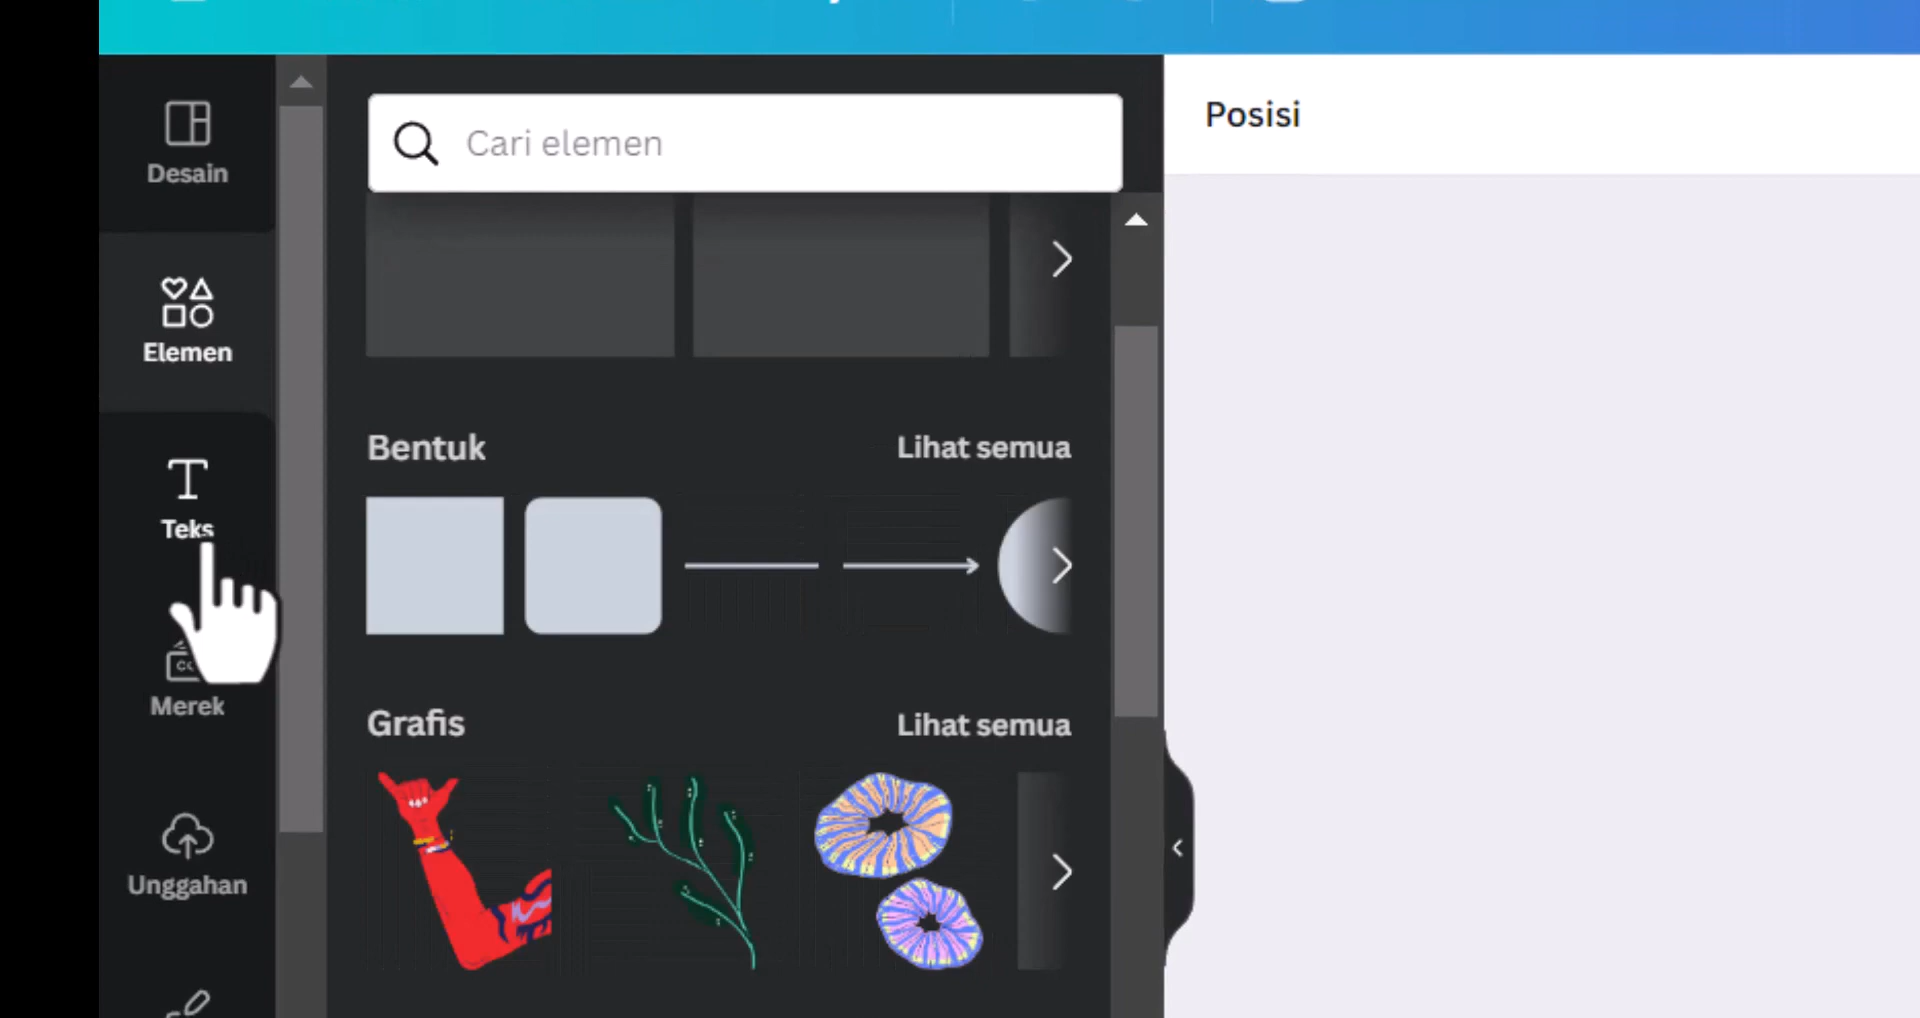 Desain
Elemen
Teks
Merek
Unggahan
Cari elemen
Bentuk
Lihat semua
Grafis
Lihat semua
Posisi